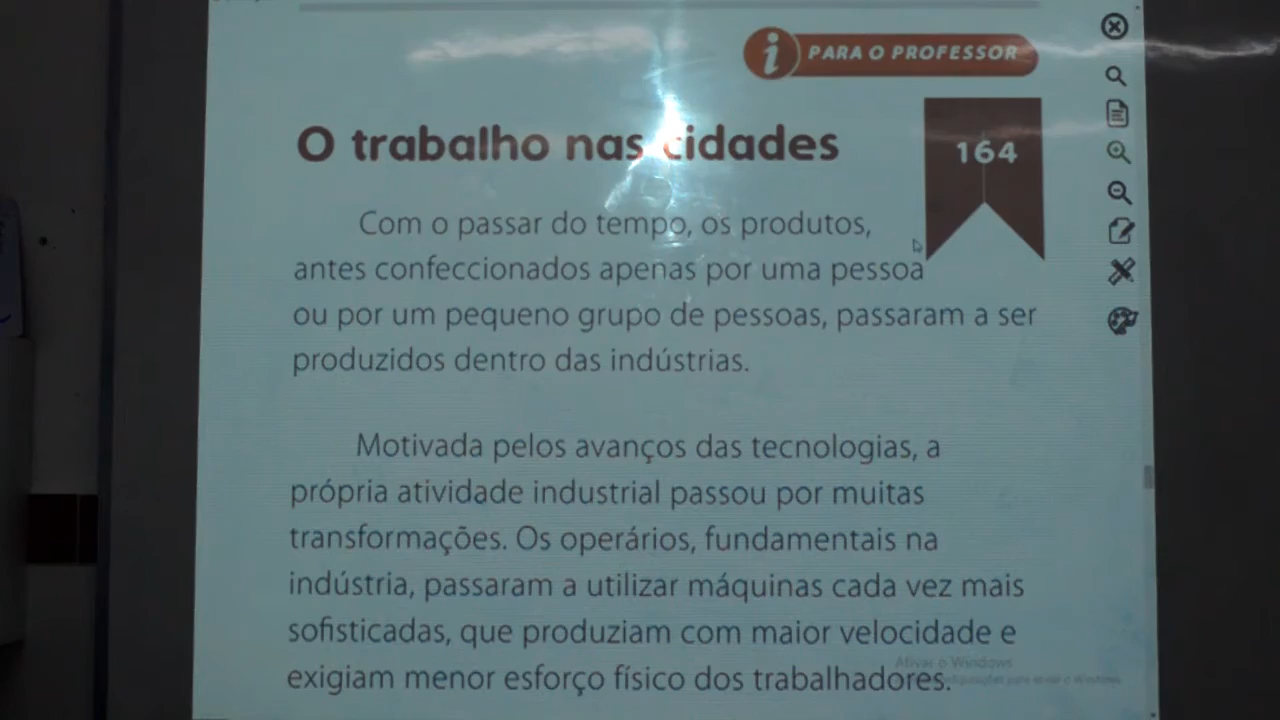 PARA O PROFESSOR
O trabalho nas cidades
164
Com o passar do tempo, os produtos,
antes confeccionados apenas por uma pessoa
ou por um pequeno grupo de pessoas, passaram a ser
produzidos dentro das indústrias.
Motivada pelos avanços das tecnologias, a
própria atividade industrial passou por muitas
transformações. Os operários, fundamentais na
indústria, passaram a utilizar máquinas cada vez mais
sofisticadas, que produziam com maior velocidade e
exigiam menor esforço físico dos trabalhadores.
Ativar o Windows
para ativar o Windows.